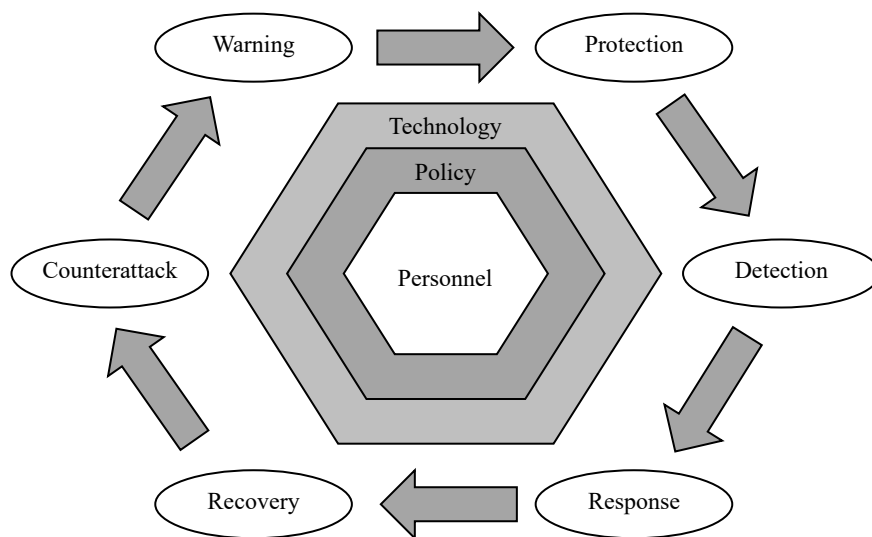 Warning
Protection
Technology
Policy
Counterattack
Personnel
Detection
Recovery
Response